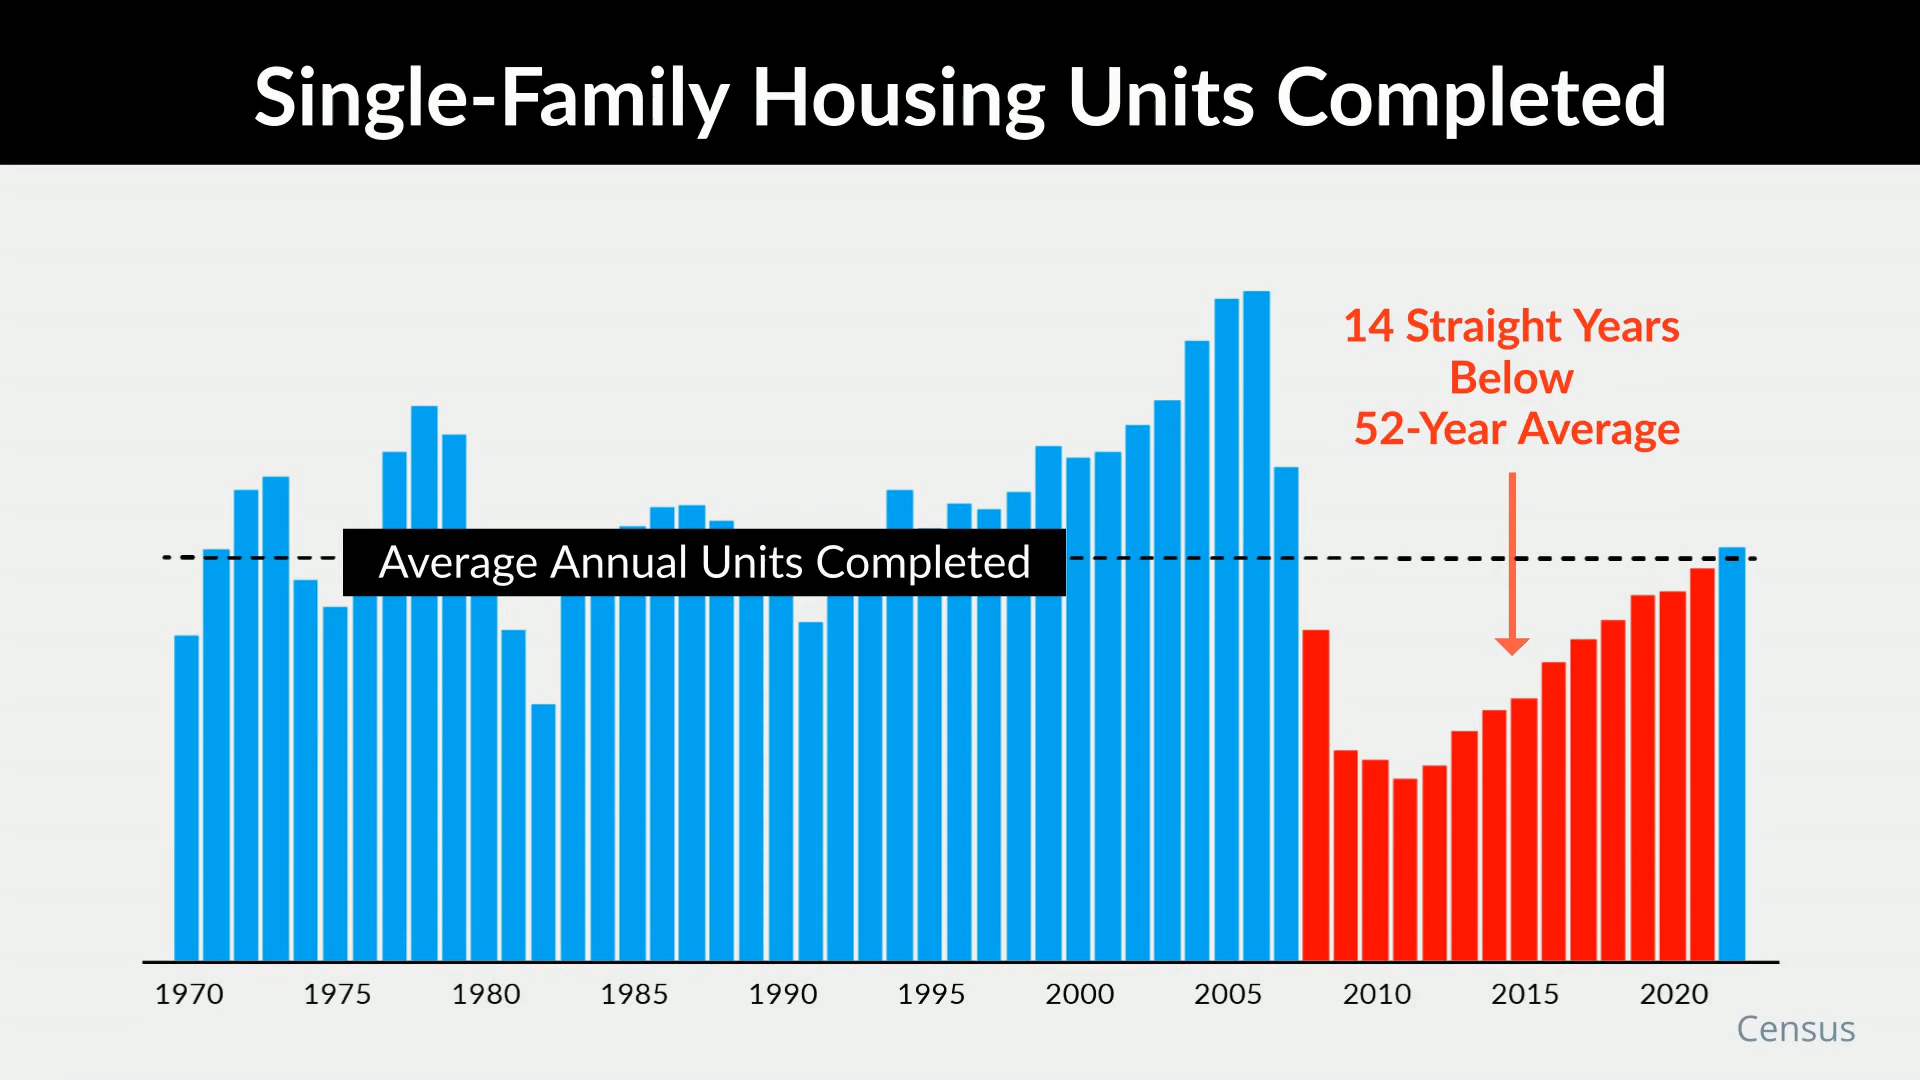 Single-Family Housing Units Completed
14 Straight Years
Below
52-Year Average
Average Annual Units Completed
1970 1975 1980 1985 1990 1995 2000 2005 2010 2015 2020
Census